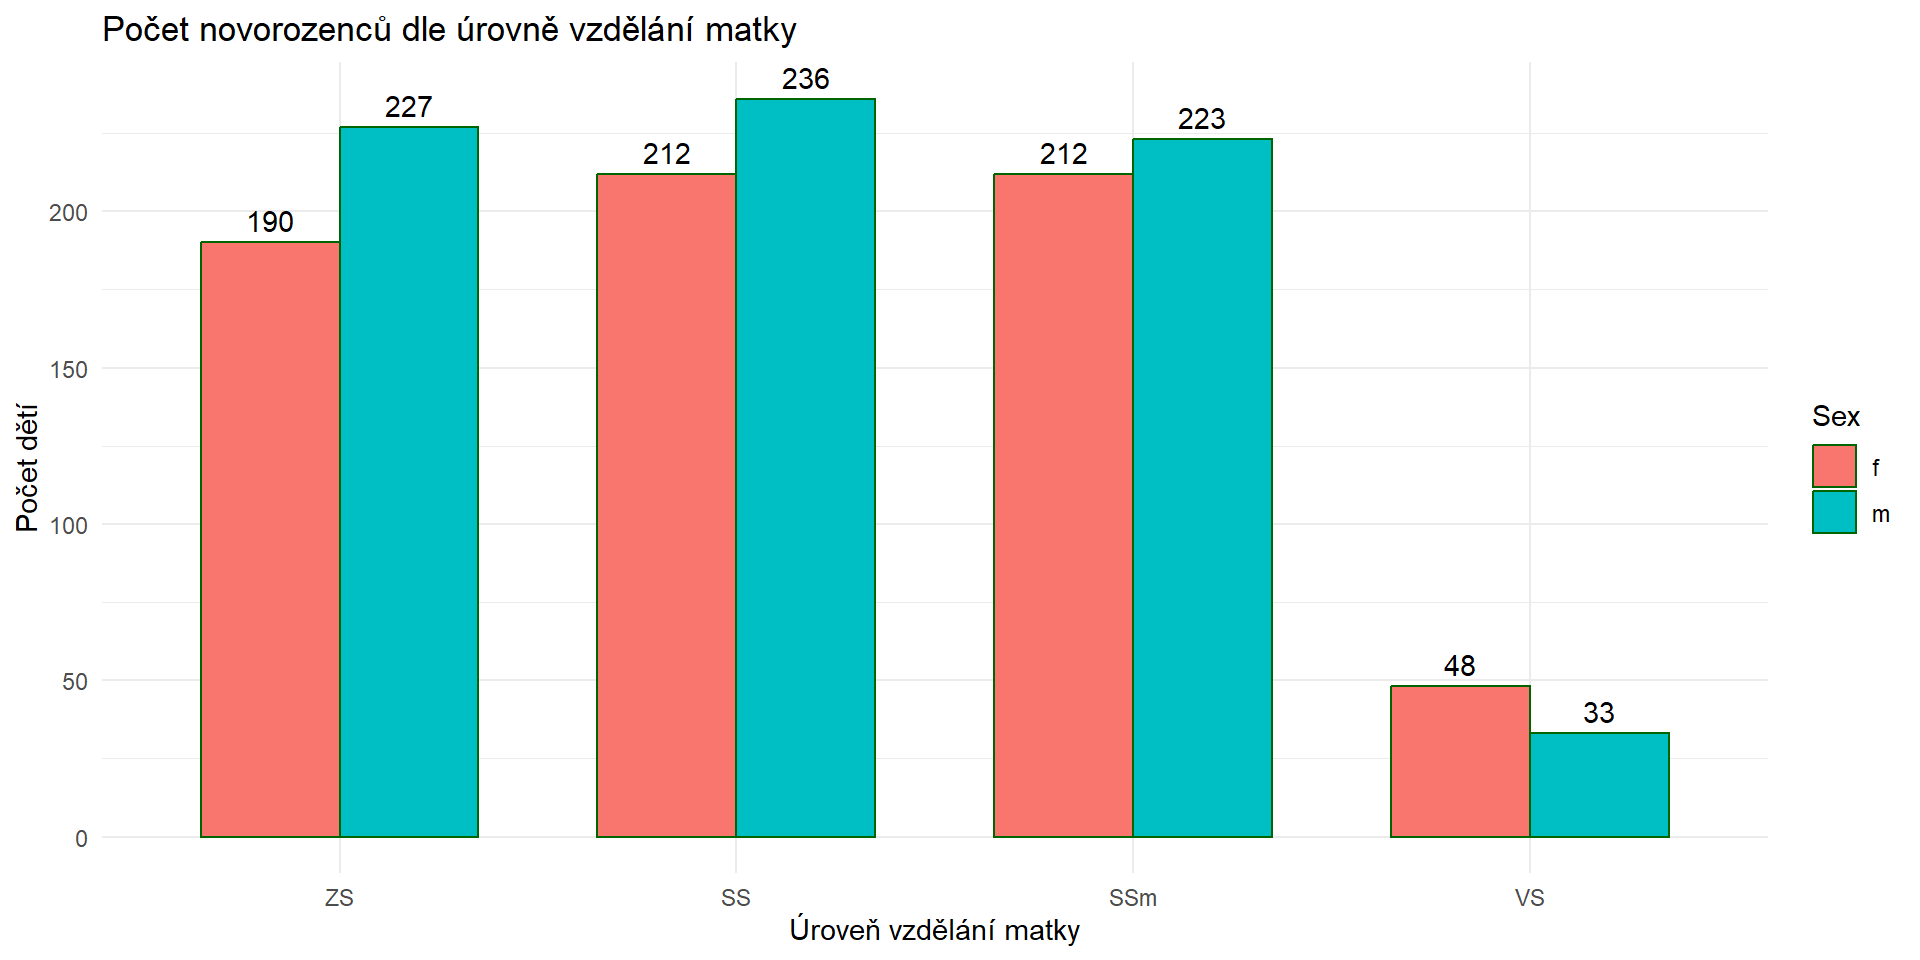 Počet novorozenců dle úrovně vzdělání matky
236
227
223
212
212
190
200
150
100
50
0
48
33
Počet dětí
ZS
SS
SSm
VS
Úroveň vzdělání matky
Sex
f
m